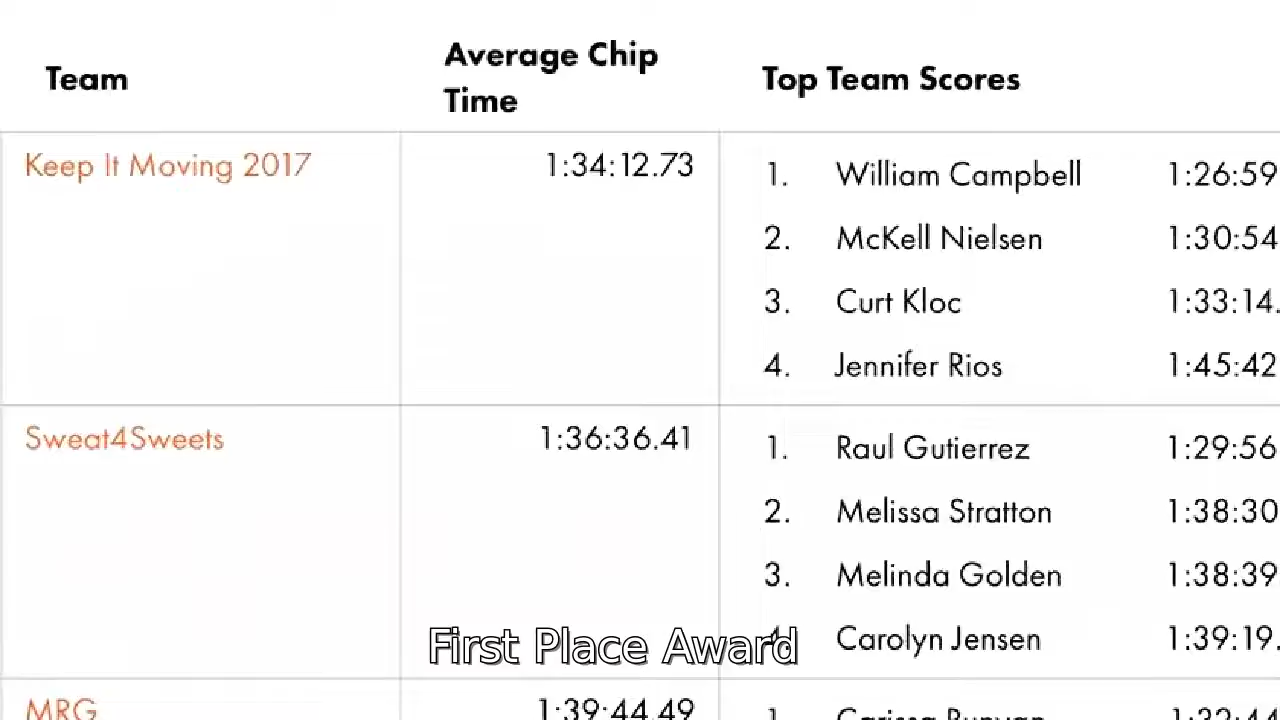 Team
Average Chip
Time
Top Team Scores
Keep It Moving 2017
1:34:12.73
1. William Campbell 1:26:59
2. McKell Nielsen 1:30:54
3. Curt Kloc 1:33:14.
4. Jennifer Rios 1:45:42
Sweat4Sweets
1:36:36.41
1. Raul Gutierrez 1:29:56
2. Melissa Stratton 1:38:30
3. Melinda Golden 1:38:39
4. Carolyn Jensen 1:39:19.
First Place Award
MRG
1:39:44.49
1. Carissa Runyan 1:32:44